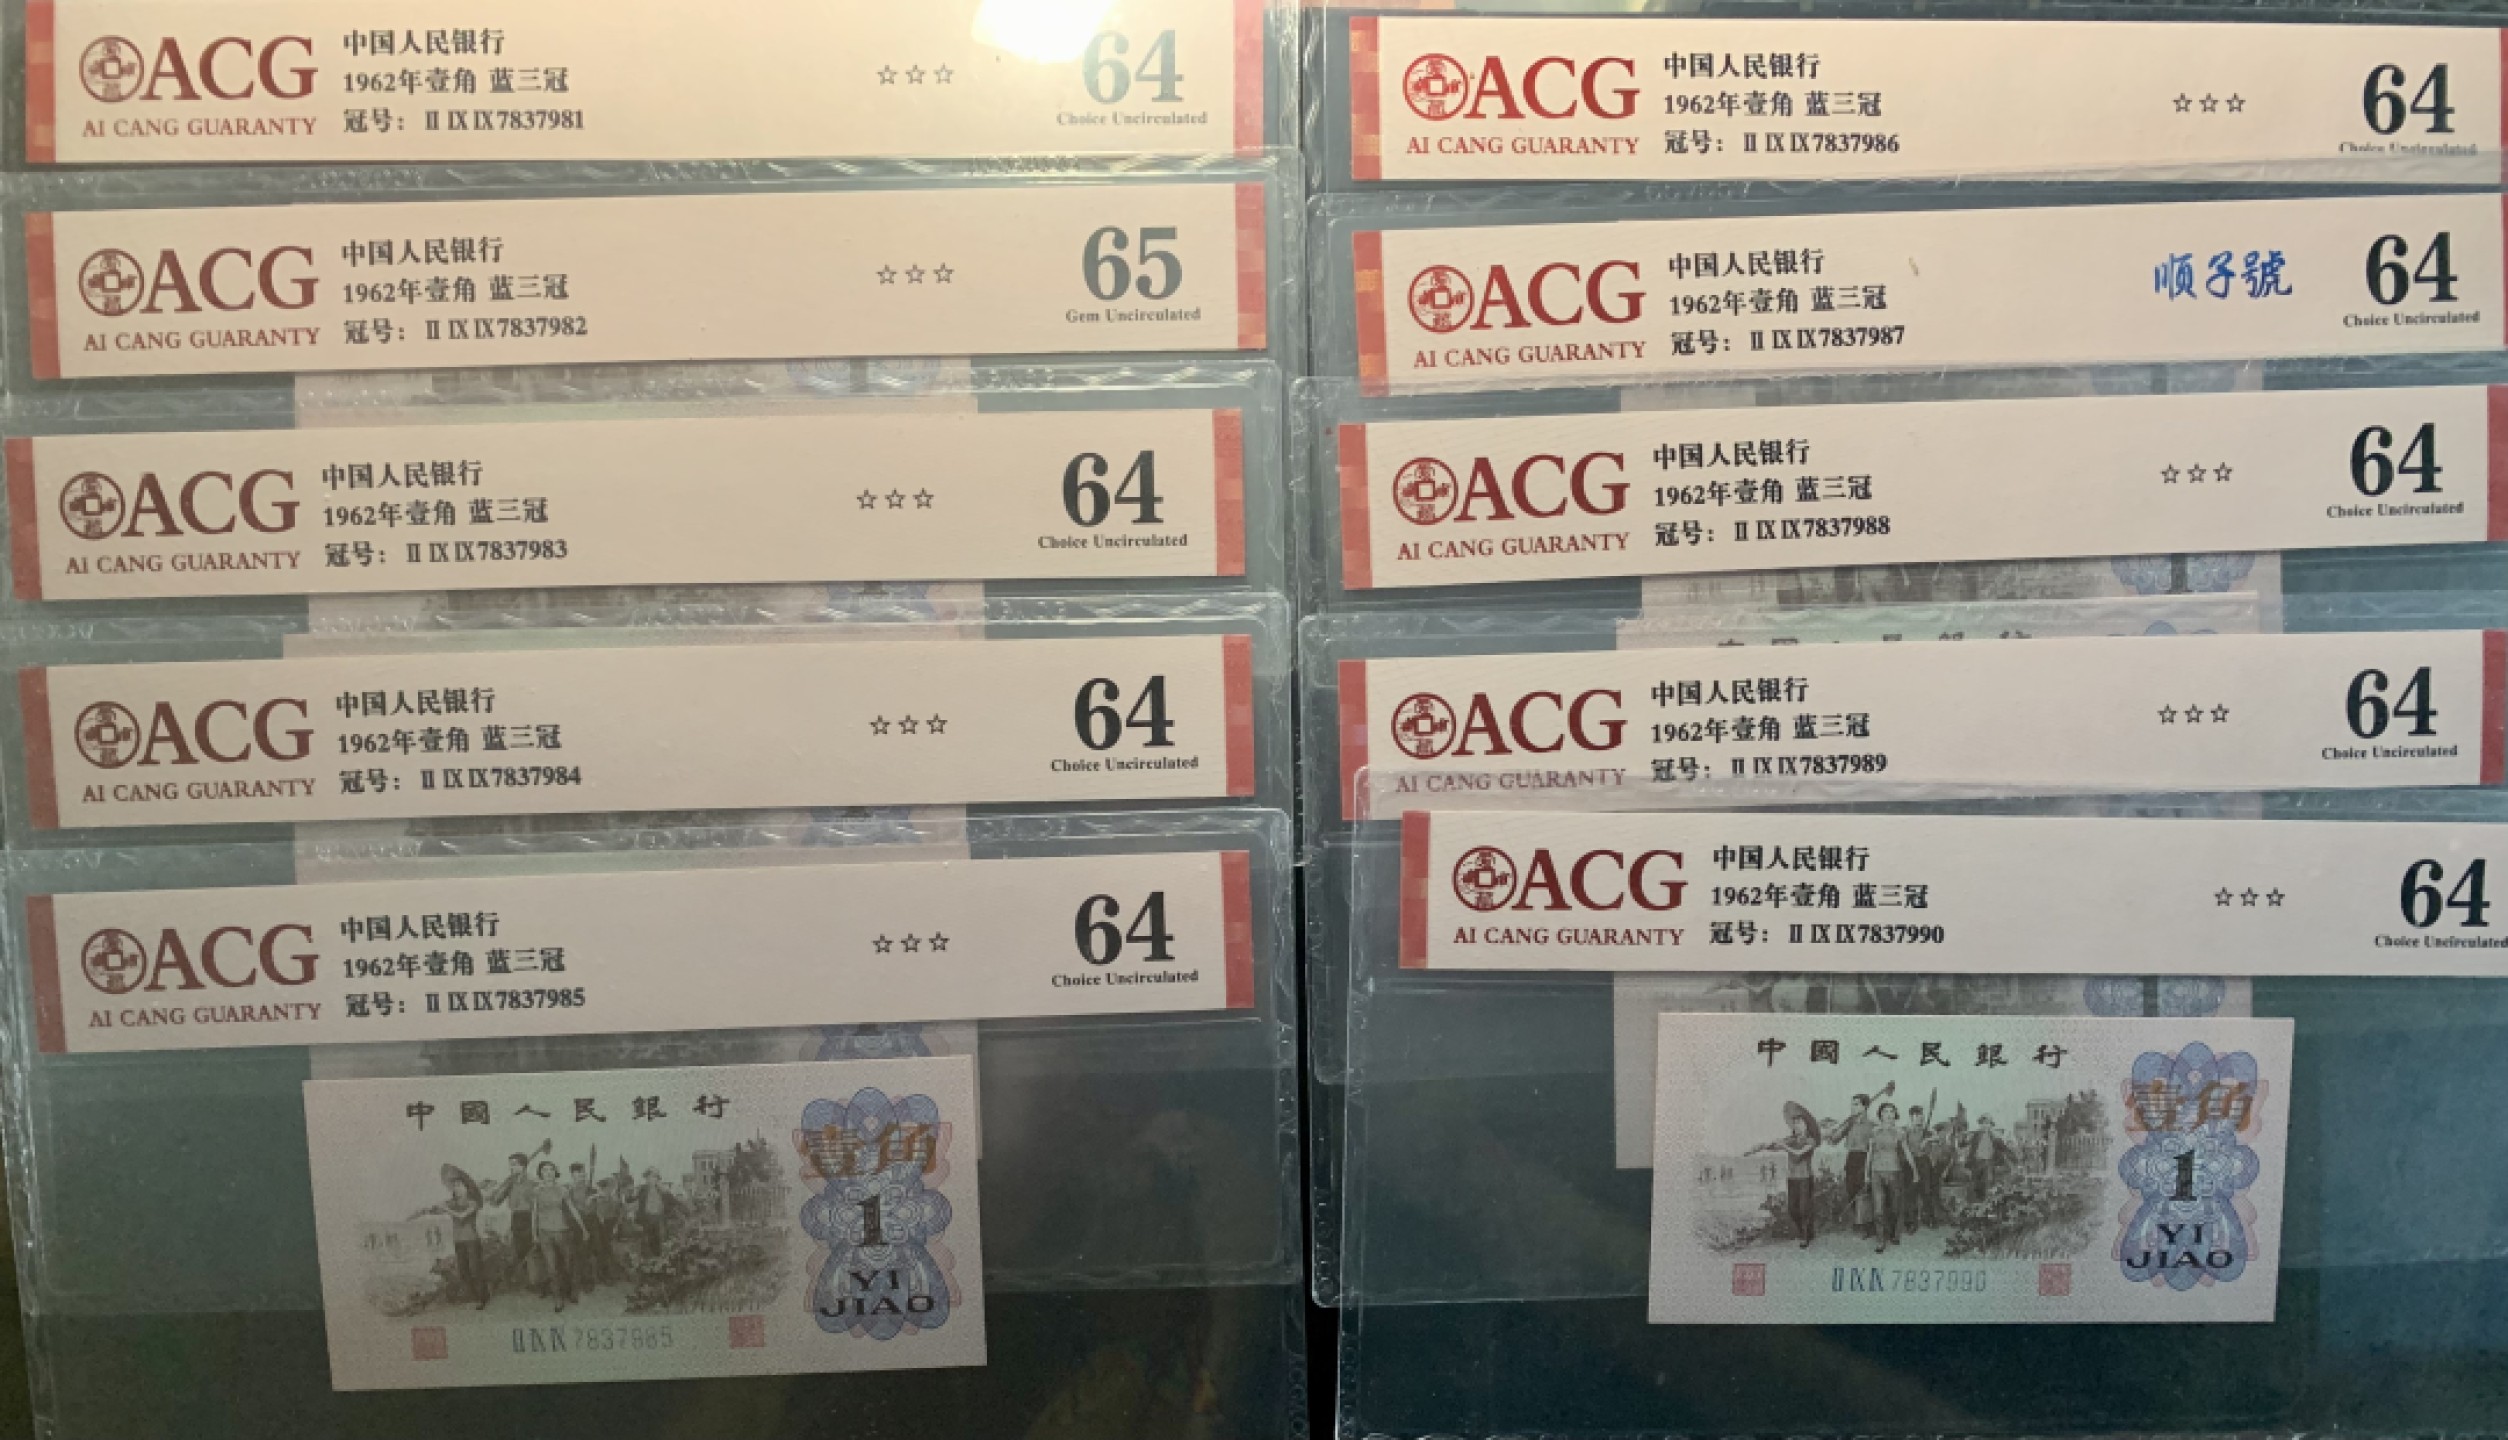 ACG
AI CANG GUARANTY
中国人民银行
1962年壹角 蓝三冠
冠号：Ⅱ Ⅸ Ⅸ7837981
☆☆☆
64
Choice Uncirculated
ACG
AI CANG GUARANTY
中国人民银行
1962年壹角 蓝三冠
冠号：Ⅱ Ⅸ Ⅸ7837982
☆☆☆
65
Gem Uncirculated
ACG
AI CANG GUARANTY
中国人民银行
1962年壹角 蓝三冠
冠号：Ⅱ Ⅸ Ⅸ7837983
☆☆☆
64
Choice Uncirculated
ACG
AI CANG GUARANTY
中国人民银行
1962年壹角 蓝三冠
冠号：Ⅱ Ⅸ Ⅸ7837984
☆☆☆
64
Choice Uncirculated
ACG
AI CANG GUARANTY
中国人民银行
1962年壹角 蓝三冠
冠号：Ⅱ Ⅸ Ⅸ7837985
☆☆☆
64
Choice Uncirculated
中國人民銀行
壹角
1
YI
JIAO
ⅡⅨⅨ 7837985
ACG
AI CANG GUARANTY
中国人民银行
1962年壹角 蓝三冠
冠号：Ⅱ Ⅸ Ⅸ7837986
☆☆☆
64
Choice Uncirculated
ACG
AI CANG GUARANTY
中国人民银行
1962年壹角 蓝三冠
冠号：Ⅱ Ⅸ Ⅸ7837987
顺子號
64
Choice Uncirculated
ACG
AI CANG GUARANTY
中国人民银行
1962年壹角 蓝三冠
冠号：Ⅱ Ⅸ Ⅸ7837988
☆☆☆
64
Choice Uncirculated
ACG
AI CANG GUARANTY
中国人民银行
1962年壹角 蓝三冠
冠号：Ⅱ Ⅸ Ⅸ7837989
☆☆☆
64
Choice Uncirculated
ACG
AI CANG GUARANTY
中国人民银行
1962年壹角 蓝三冠
冠号：Ⅱ Ⅸ Ⅸ7837990
☆☆☆
64
Choice Uncirculated
中國人民銀行
壹角
1
YI
JIAO
ⅡⅨⅨ 7837990